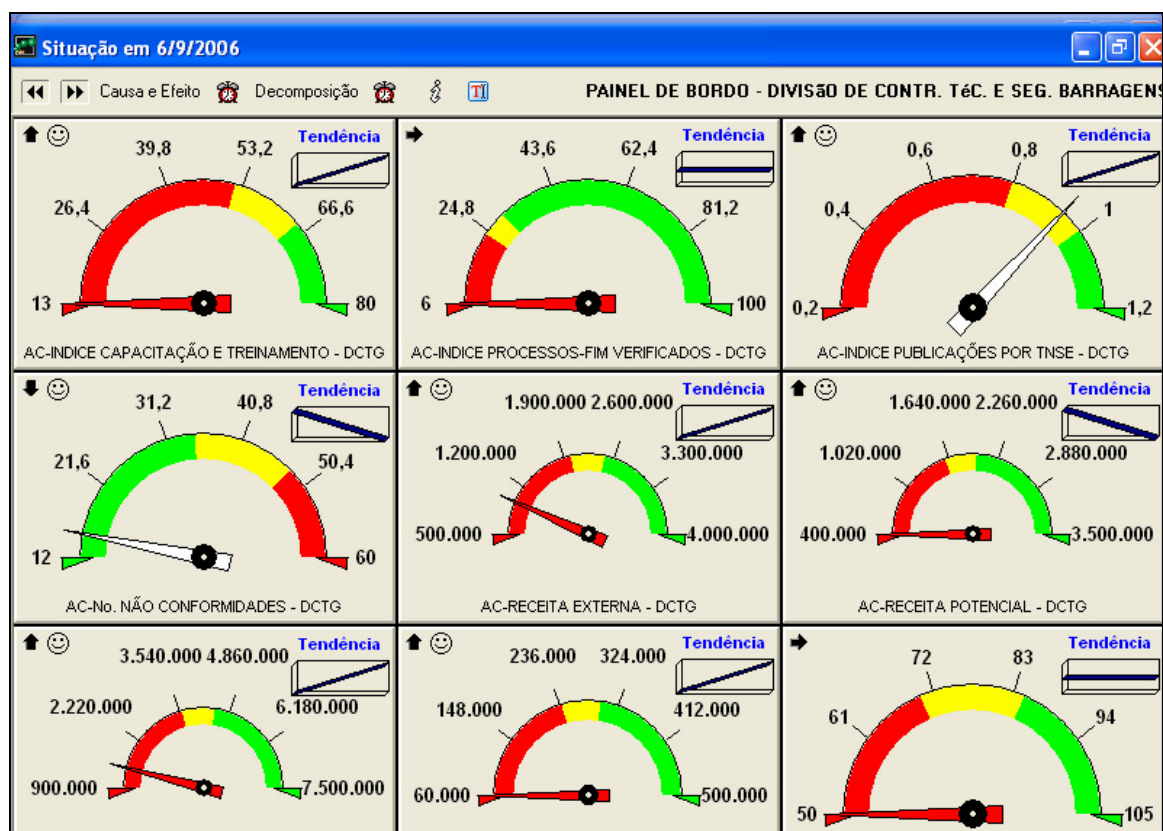 Situação em 6/9/2006
Causa e Efeito Decomposição i T PAINEL DE BORDO - DIVISãO DE CONTR. TéC. E SEG. BARRAGENS
Tendência
39,8 53,2
26,4 66,6
13 80
AC-INDICE CAPACITAÇÃO E TREINAMENTO - DCTG
Tendência
43,6 62,4
24,8 81,2
6 100
AC-INDICE PROCESSOS-FIM VERIFICADOS - DCTG
Tendência
0,6 0,8
0,4 1
0,2 1,2
AC-INDICE PUBLICAÇÕES POR TNSE - DCTG
Tendência
31,2 40,8
21,6 50,4
12 60
AC-No. NÃO CONFORMIDADES - DCTG
Tendência
1.900.000 2.600.000
1.200.000 3.300.000
500.000 4.000.000
AC-RECEITA EXTERNA - DCTG
Tendência
1.640.000 2.260.000
1.020.000 2.880.000
400.000 3.500.000
AC-RECEITA POTENCIAL - DCTG
Tendência
3.540.000 4.860.000
2.220.000 6.180.000
900.000 7.500.000
Tendência
236.000 324.000
148.000 412.000
60.000 500.000
Tendência
72 83
61 94
50 105